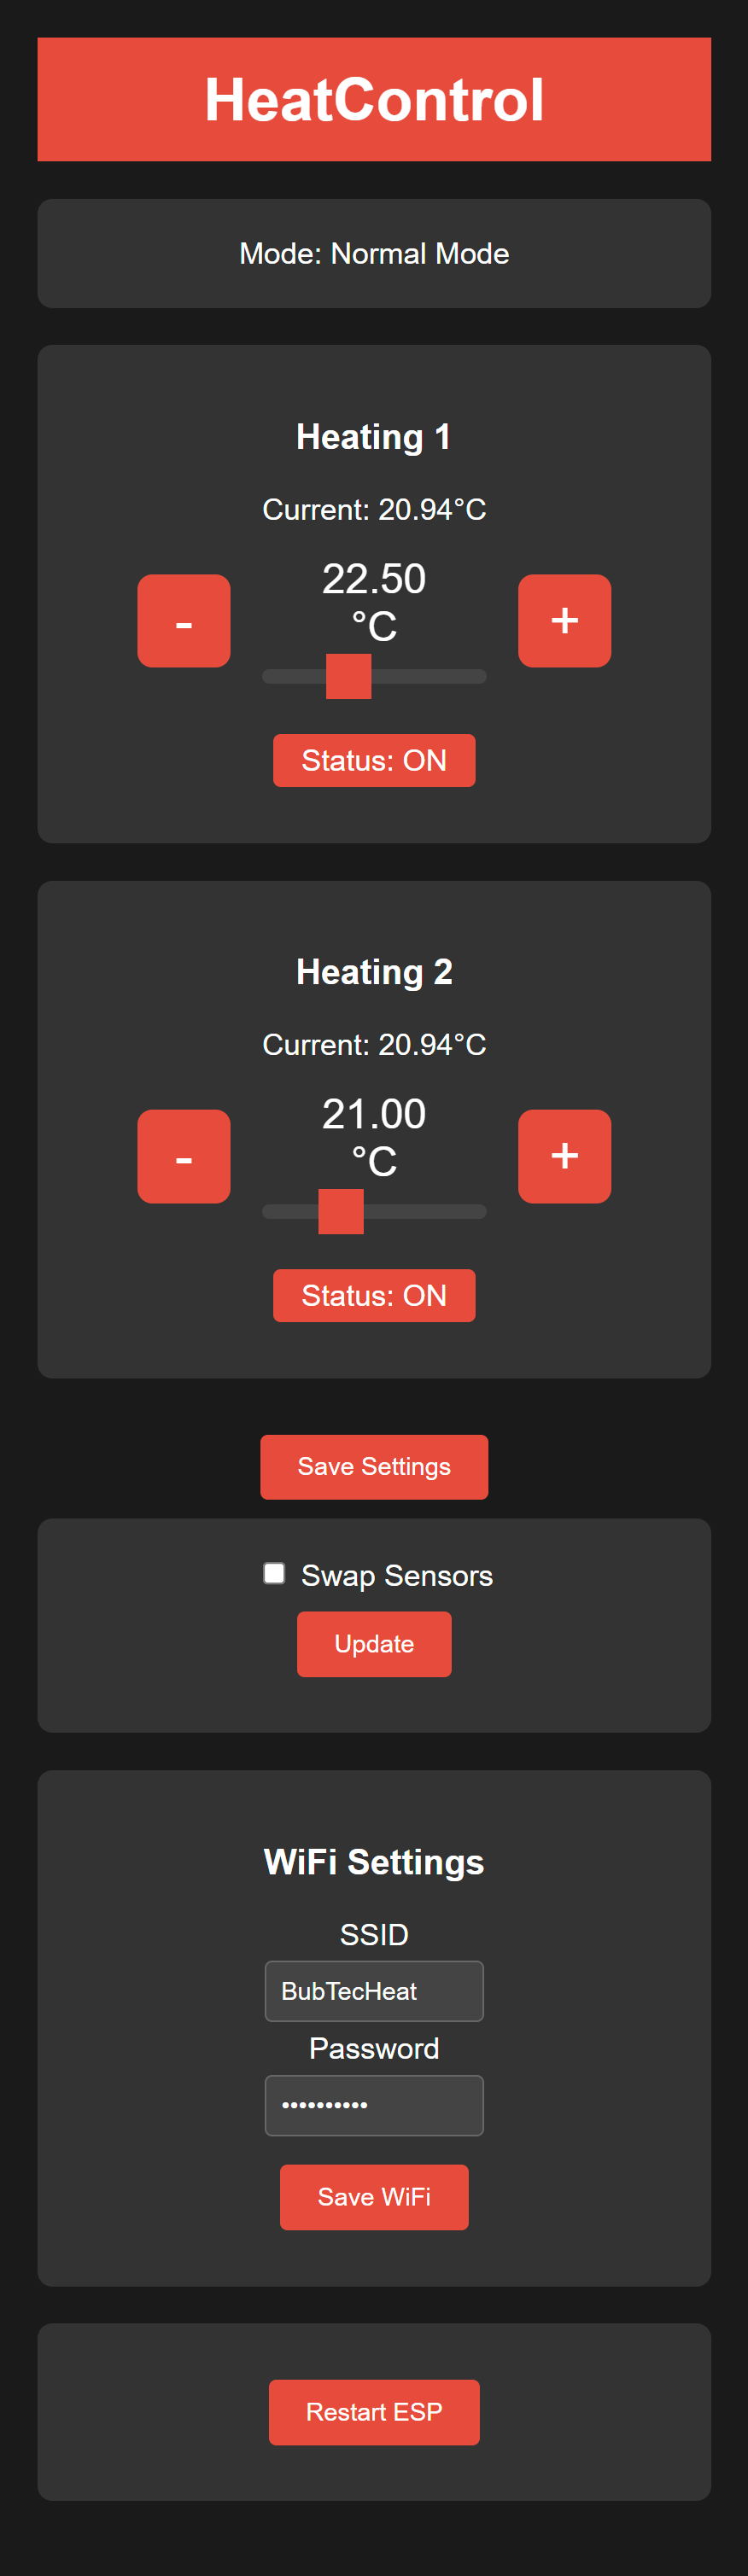 HeatControl
Mode: Normal Mode
Heating 1
Current: 20.94°C
22.50
°C
-
+
Status: ON
Heating 2
Current: 20.94°C
21.00
°C
-
+
Status: ON
Save Settings
Swap Sensors
Update
WiFi Settings
SSID
BubTecHeat
Password
••••••••••
Save WiFi
Restart ESP